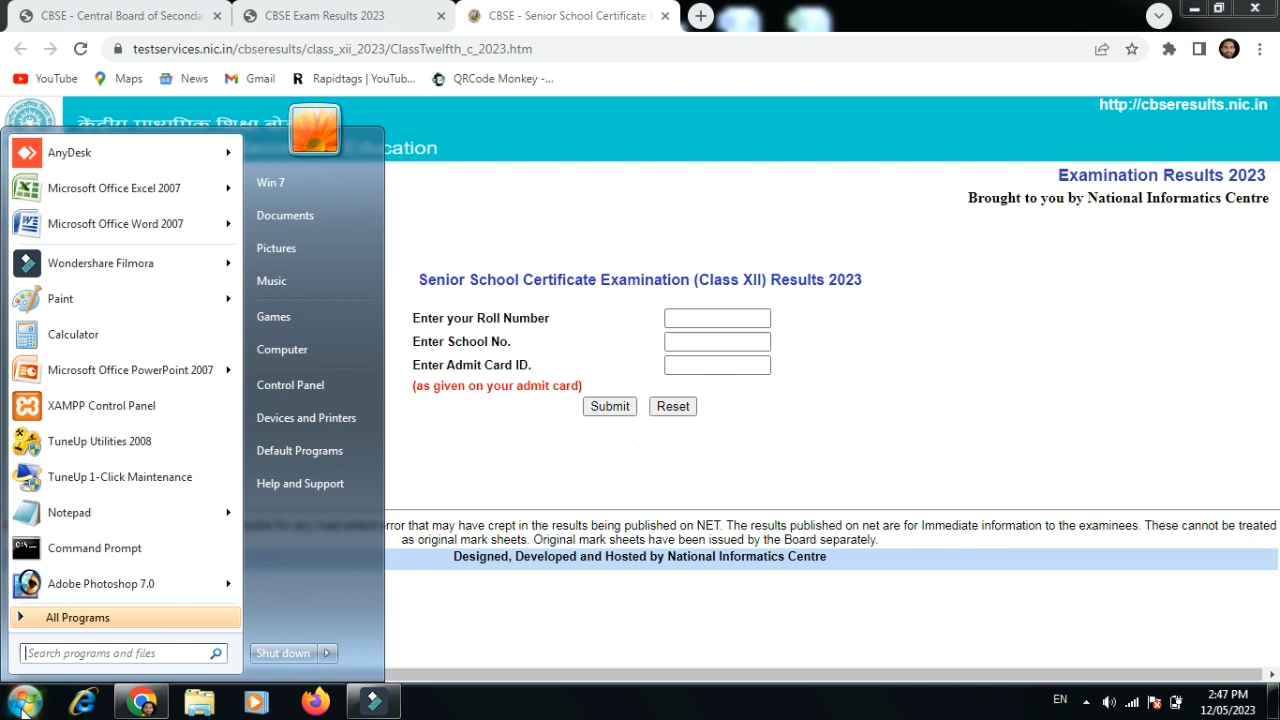 CBSE - Central Board of Seconda
CBSE Exam Results 2023
CBSE - Senior School Certificate
testservices.nic.in/cbseresults/class_xii_2023/ClassTwelfth_c_2023.htm
YouTube
Maps
News
Gmail
Rapidtags | YouTub...
QRCode Monkey -...
http://cbseresults.nic.in
केंद्रीय माध्यमिक शिक्षा
cation
Examination Results 2023
Brought to you by National Informatics Centre
Senior School Certificate Examination (Class XII) Results 2023
Enter your Roll Number
Enter School No.
Enter Admit Card ID.
(as given on your admit card)
Submit
Reset
error that may have crept in the results being published on NET. The results published on net are for Immediate information to the examinees. These cannot be treated
as original mark sheets. Original mark sheets have been issued by the Board separately.
Designed, Developed and Hosted by National Informatics Centre
AnyDesk
Microsoft Office Excel 2007
Microsoft Office Word 2007
Wondershare Filmora
Paint
Calculator
Microsoft Office PowerPoint 2007
XAMPP Control Panel
TuneUp Utilities 2008
TuneUp 1-Click Maintenance
Notepad
Command Prompt
Adobe Photoshop 7.0
All Programs
Search programs and files
Win 7
Documents
Pictures
Music
Games
Computer
Control Panel
Devices and Printers
Default Programs
Help and Support
Shut down
EN
2:47 PM
12/05/2023